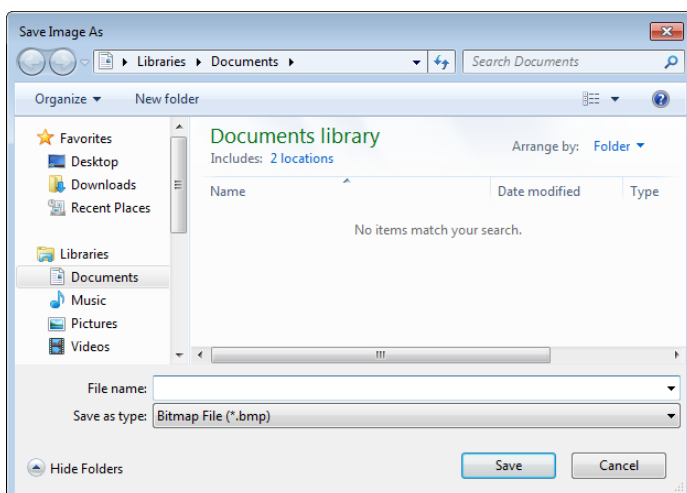 Save Image As
Libraries Documents
Search Documents
Organize New folder
Favorites
Desktop
Downloads
Recent Places
Libraries
Documents
Music
Pictures
Videos
Documents library
Includes: 2 locations
Arrange by: Folder
Name Date modified Type
No items match your search.
File name:
Save as type: Bitmap File (*.bmp)
Hide Folders Save Cancel